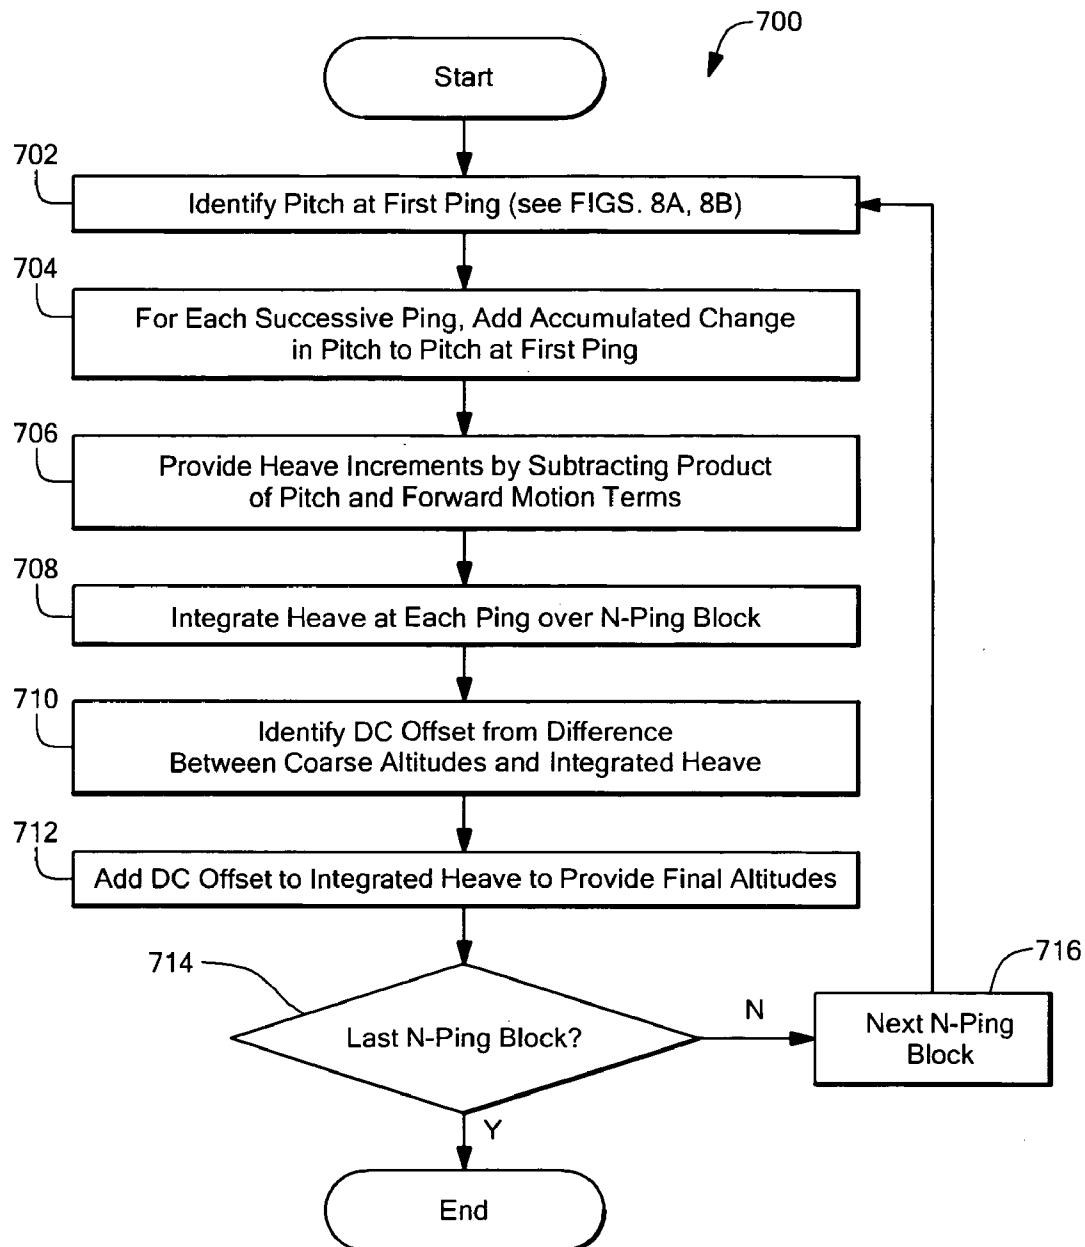 700
Start
702
Identify Pitch at First Ping (see FIGS. 8A, 8B)
704
For Each Successive Ping, Add Accumulated Change
in Pitch to Pitch at First Ping
706
Provide Heave Increments by Subtracting Product
of Pitch and Forward Motion Terms
708
Integrate Heave at Each Ping over N-Ping Block
710
Identify DC Offset from Difference
Between Coarse Altitudes and Integrated Heave
712
Add DC Offset to Integrated Heave to Provide Final Altitudes
714
Last N-Ping Block?
N
716
Next N-Ping
Block
Y
End